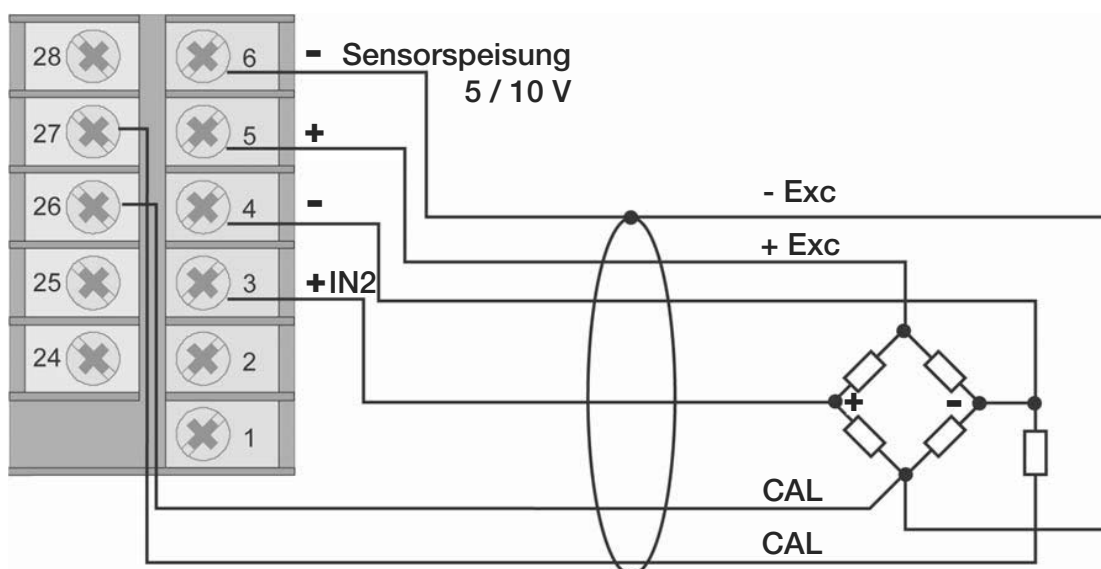 28
6
- Sensorspeisung
5 / 10 V
27
5
+
26
4
-
- Exc
+ Exc
25
3
+IN2
24
2
+
-
1
CAL
CAL